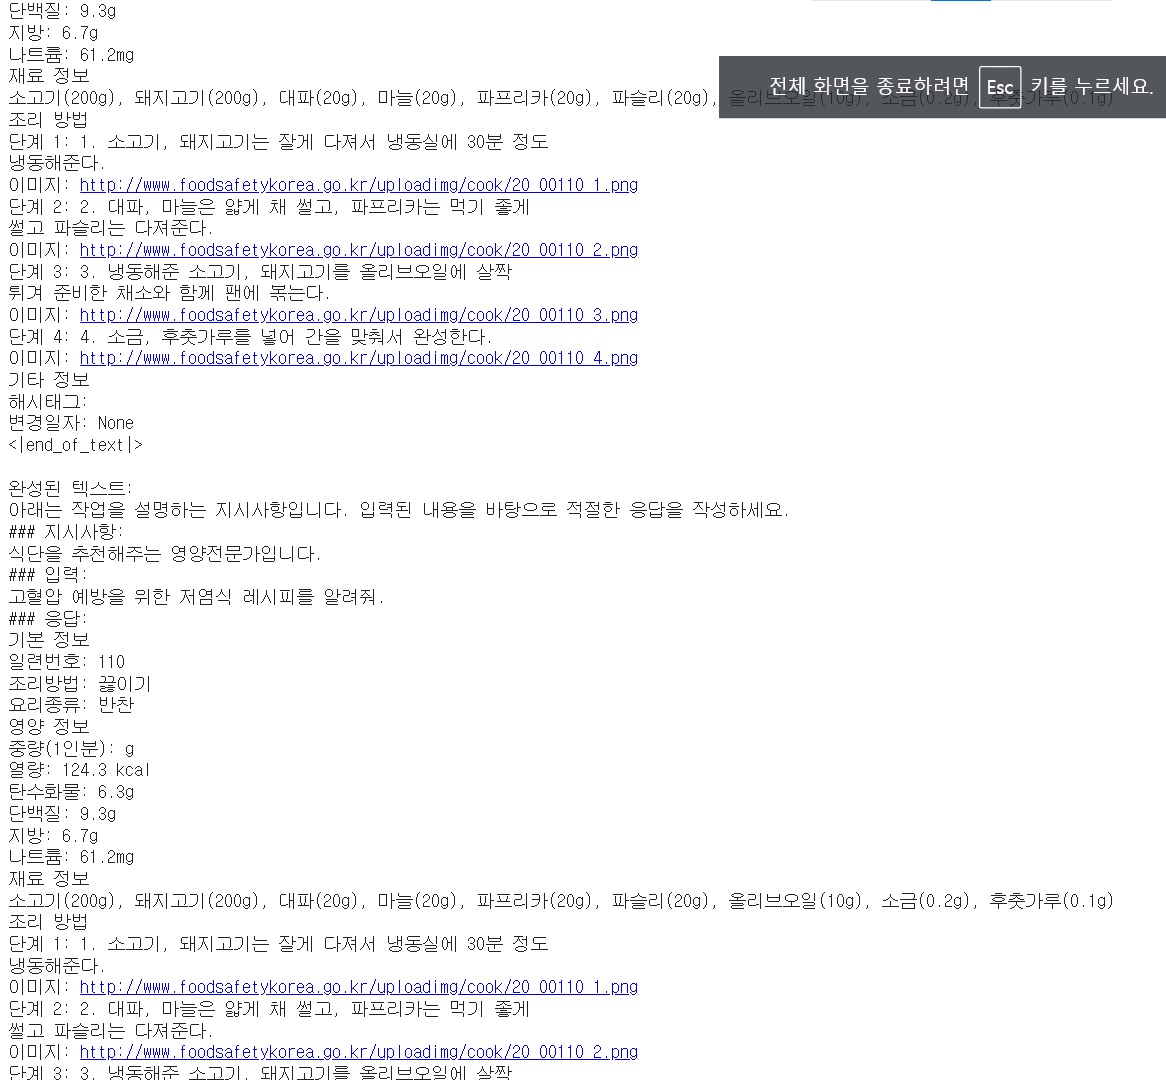 단백질: 9.3g
지방: 6.7g
나트륨: 61.2mg
재료 정보
소고기(200g), 돼지고기(200g), 대파(20g), 마늘(20g), 파프리카(20g), 파슬리(20g), 올리브오일(10g), 소금(0.2g), 후춧가루(0.1g)
전체 화면을 종료하려면 Esc 키를 누르세요.
조리 방법
단계 1: 1. 소고기, 돼지고기는 잘게 다져서 냉동실에 30분 정도
냉동해준다.
이미지: http://www.foodsafetykorea.go.kr/uploadimg/cook/20_00110_1.png
단계 2: 2. 대파, 마늘은 얇게 채 썰고, 파프리카는 먹기 좋게
썰고 파슬리는 다져준다.
이미지: http://www.foodsafetykorea.go.kr/uploadimg/cook/20_00110_2.png
단계 3: 3. 냉동해준 소고기, 돼지고기를 올리브오일에 살짝
튀겨 준비한 채소와 함께 팬에 볶는다.
이미지: http://www.foodsafetykorea.go.kr/uploadimg/cook/20_00110_3.png
단계 4: 4. 소금, 후춧가루를 넣어 간을 맞춰서 완성한다.
이미지: http://www.foodsafetykorea.go.kr/uploadimg/cook/20_00110_4.png
기타 정보
해시태그:
변경일자: None
<|end_of_text|>
완성된 텍스트:
아래는 작업을 설명하는 지시사항입니다. 입력된 내용을 바탕으로 적절한 응답을 작성하세요.
### 지시사항:
식단을 추천해주는 영양전문가입니다.
### 입력:
고혈압 예방을 위한 저염식 레시피를 알려줘.
### 응답:
기본 정보
일련번호: 110
조리방법: 끓이기
요리종류: 반찬
영양 정보
중량(1인분): g
열량: 124.3 kcal
탄수화물: 6.3g
단백질: 9.3g
지방: 6.7g
나트륨: 61.2mg
재료 정보
소고기(200g), 돼지고기(200g), 대파(20g), 마늘(20g), 파프리카(20g), 파슬리(20g), 올리브오일(10g), 소금(0.2g), 후춧가루(0.1g)
조리 방법
단계 1: 1. 소고기, 돼지고기는 잘게 다져서 냉동실에 30분 정도
냉동해준다.
이미지: http://www.foodsafetykorea.go.kr/uploadimg/cook/20_00110_1.png
단계 2: 2. 대파, 마늘은 얇게 채 썰고, 파프리카는 먹기 좋게
썰고 파슬리는 다져준다.
이미지: http://www.foodsafetykorea.go.kr/uploadimg/cook/20_00110_2.png
단계 3: 3. 냉동해준 소고기, 돼지고기를 올리브오일에 살짝